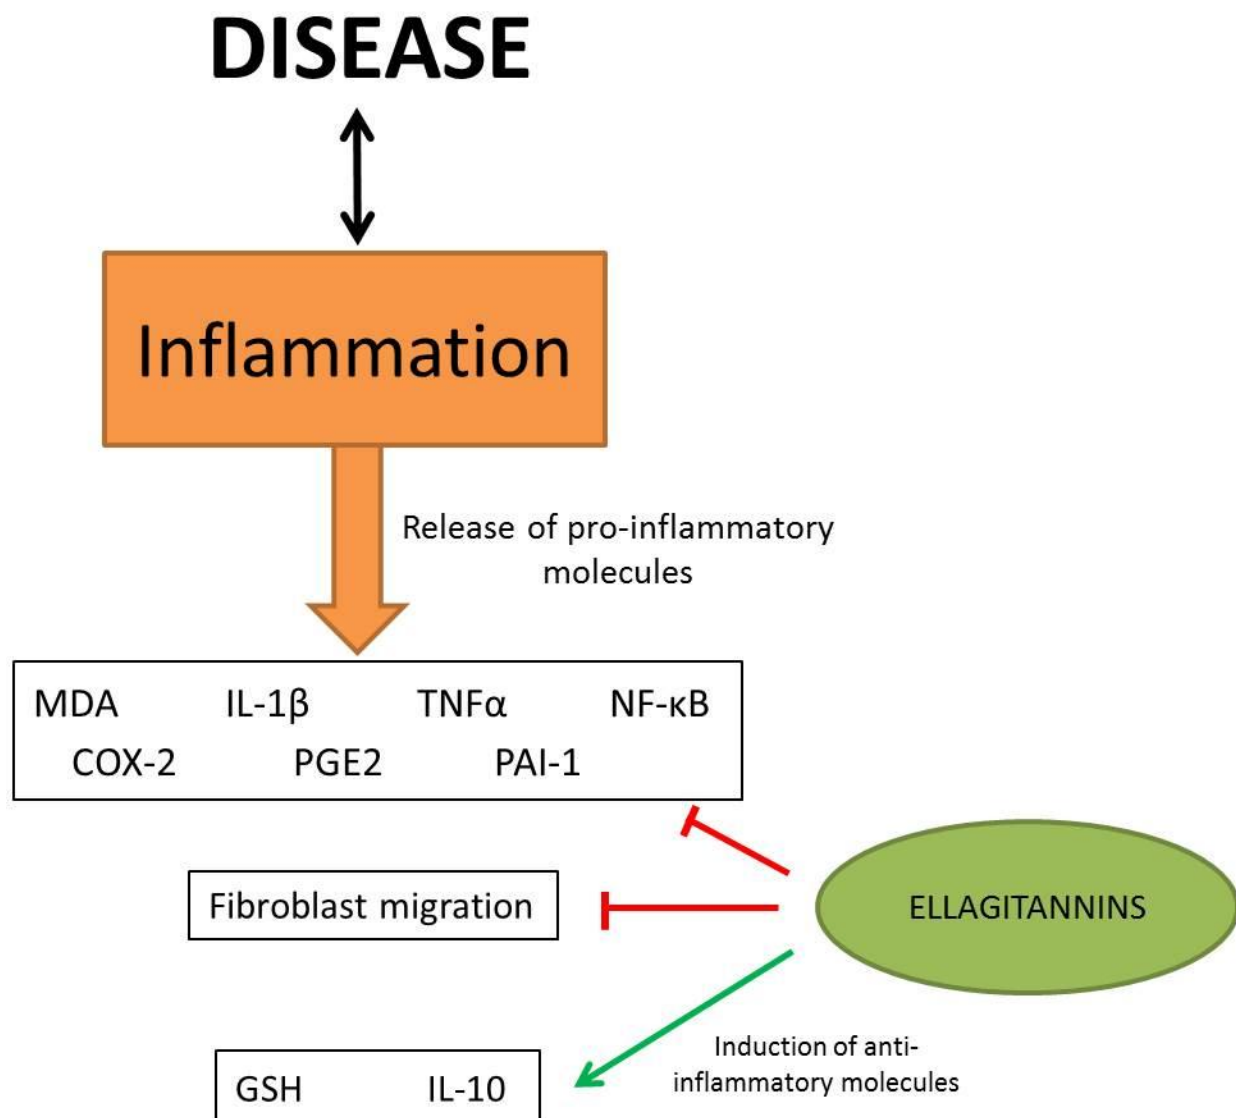 DISEASE
Inflammation
Release of pro-inflammatory
molecules
MDA IL-1β TNFα NF-κB
COX-2 PGE2 PAI-1
Fibroblast migration
ELLAGITANNINS
Induction of anti-
inflammatory molecules
GSH IL-10